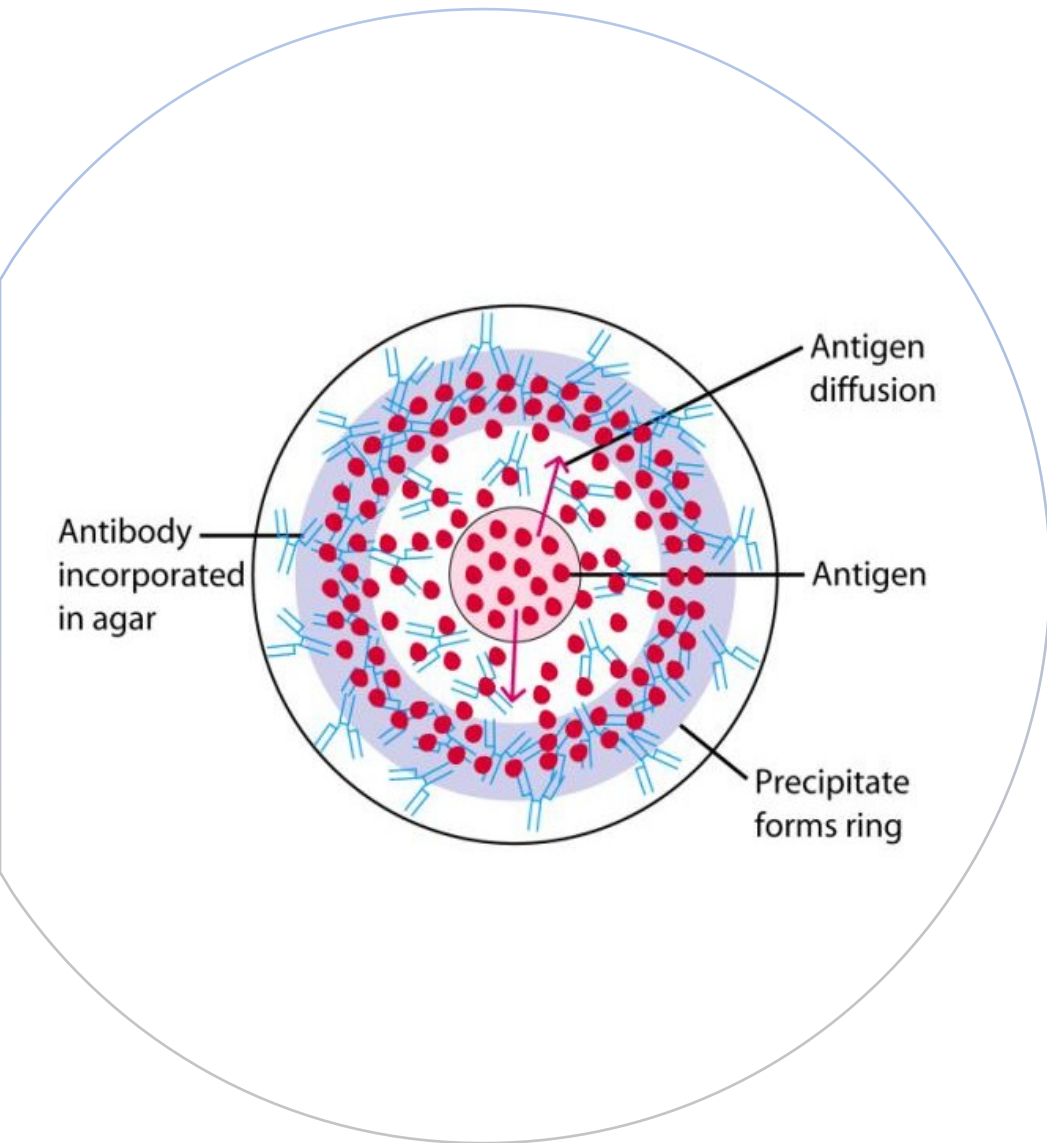 Antigen
diffusion
Antibody
incorporated
in agar
Antigen
Precipitate
forms ring